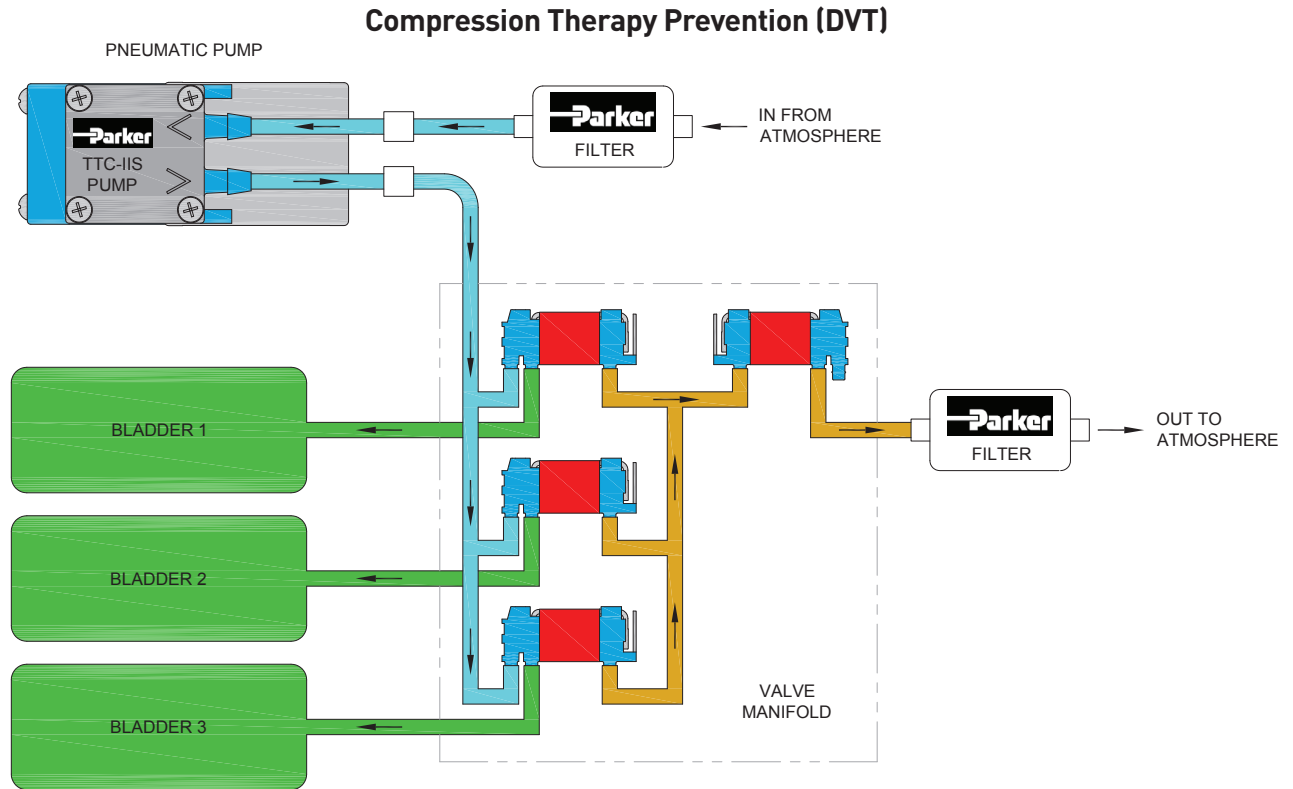 Compression Therapy Prevention (DVT)
PNEUMATIC PUMP
Parker
TTC-IIS
PUMP
Parker
FILTER
IN FROM
ATMOSPHERE
BLADDER 1
Parker
FILTER
OUT TO
ATMOSPHERE
BLADDER 2
BLADDER 3
VALVE
MANIFOLD